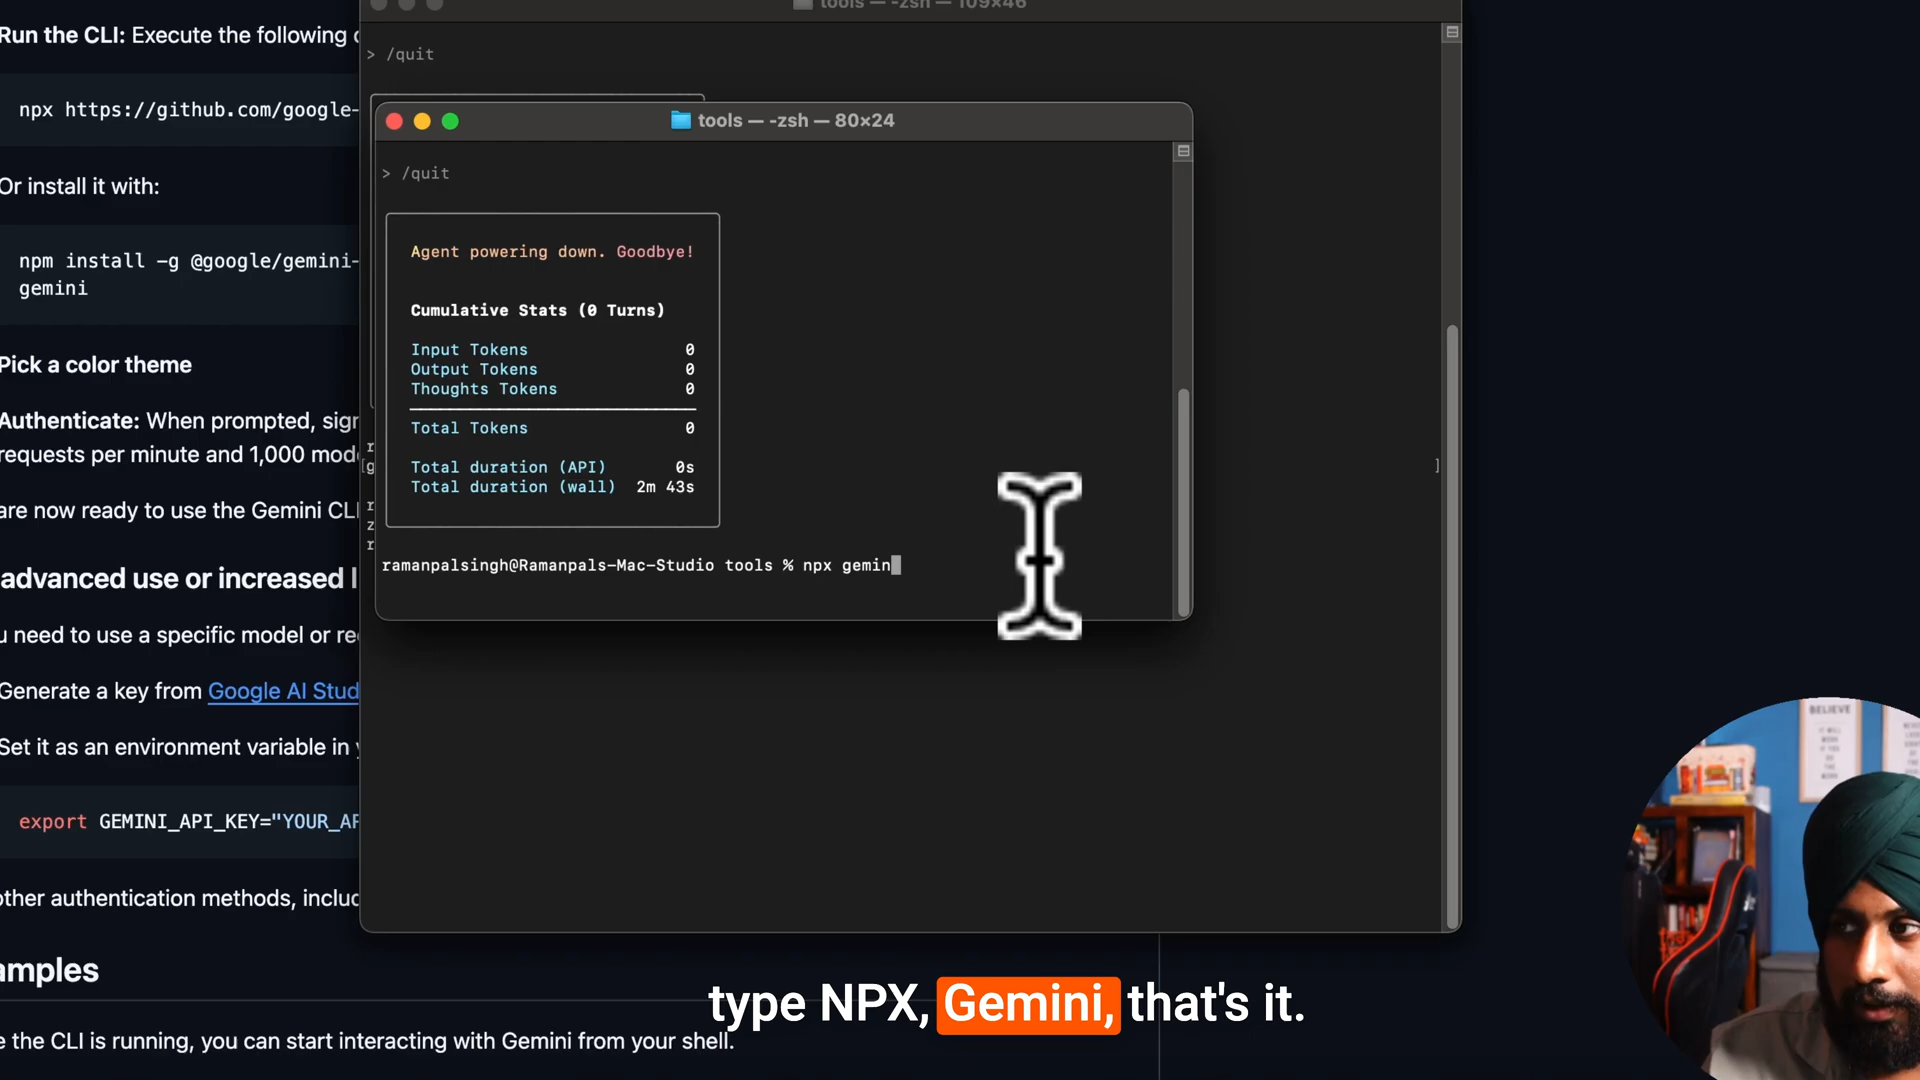 Run the CLI: Execute the following
npx https://github.com/google-
Or install it with:
npm install -g @google/gemini-
gemini
Pick a color theme
Authenticate: When prompted, sign
requests per minute and 1,000
are now ready to use the Gemini CLI
advanced use or increased
need to use a specific model or
Generate a key from Google AI Stud
Set it as an environment variable in
export GEMINI_API_KEY="YOUR_AP
other authentication methods,
amples
e the CLI is running, you can start interacting with Gemini from your shell.
tools — -zsh — 109×46
> /quit
tools — -zsh — 80×24
> /quit
Agent powering down. Goodbye!
Cumulative Stats (0 Turns)
Input Tokens 0
Output Tokens 0
Thoughts Tokens 0
Total Tokens 0
Total duration (API) 0s
Total duration (wall) 2m 43s
ramanpalsingh@Ramanpals-Mac-Studio tools % npx gemin
BELIEVE
type NPX, Gemini, that's it.